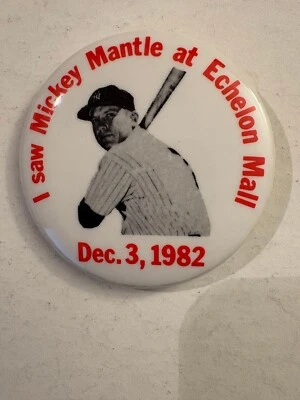 I saw Mickey Mantle at Echelon Mall
Dec. 3, 1982